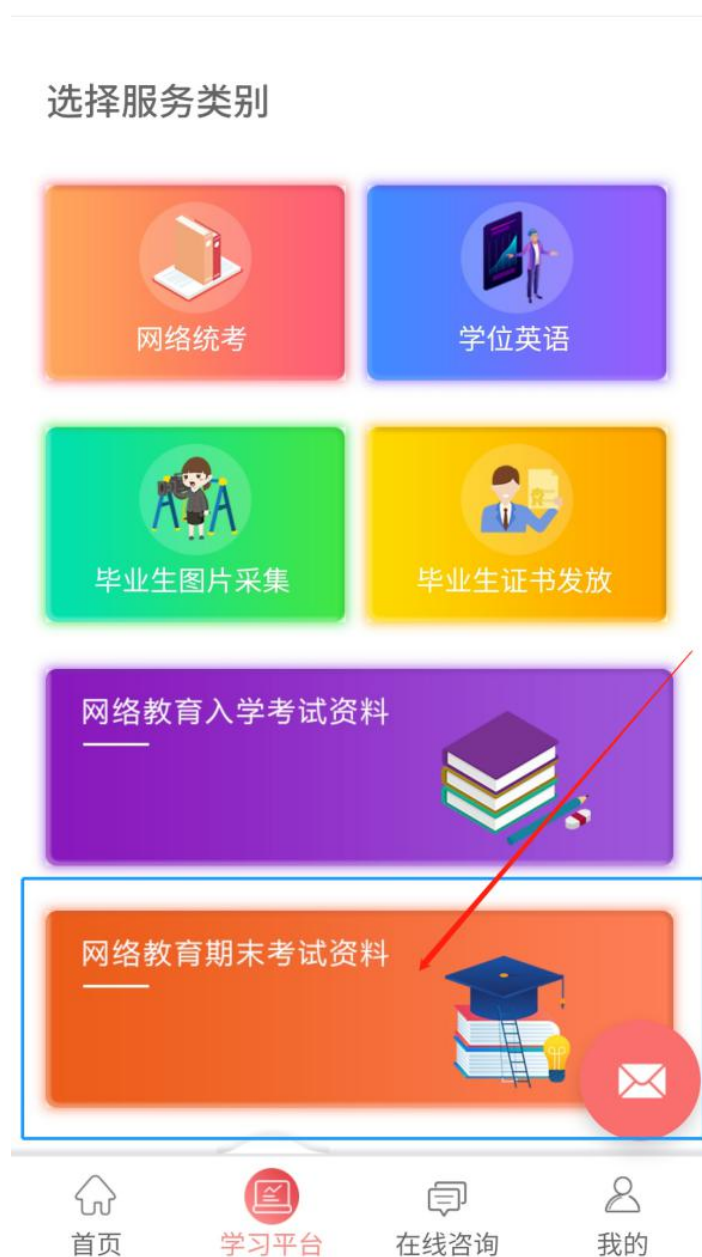 选择服务类别
网络统考
学位英语
毕业生图片采集
毕业生证书发放
网络教育入学考试资料
网络教育期末考试资料
首页
学习平台
在线咨询
我的